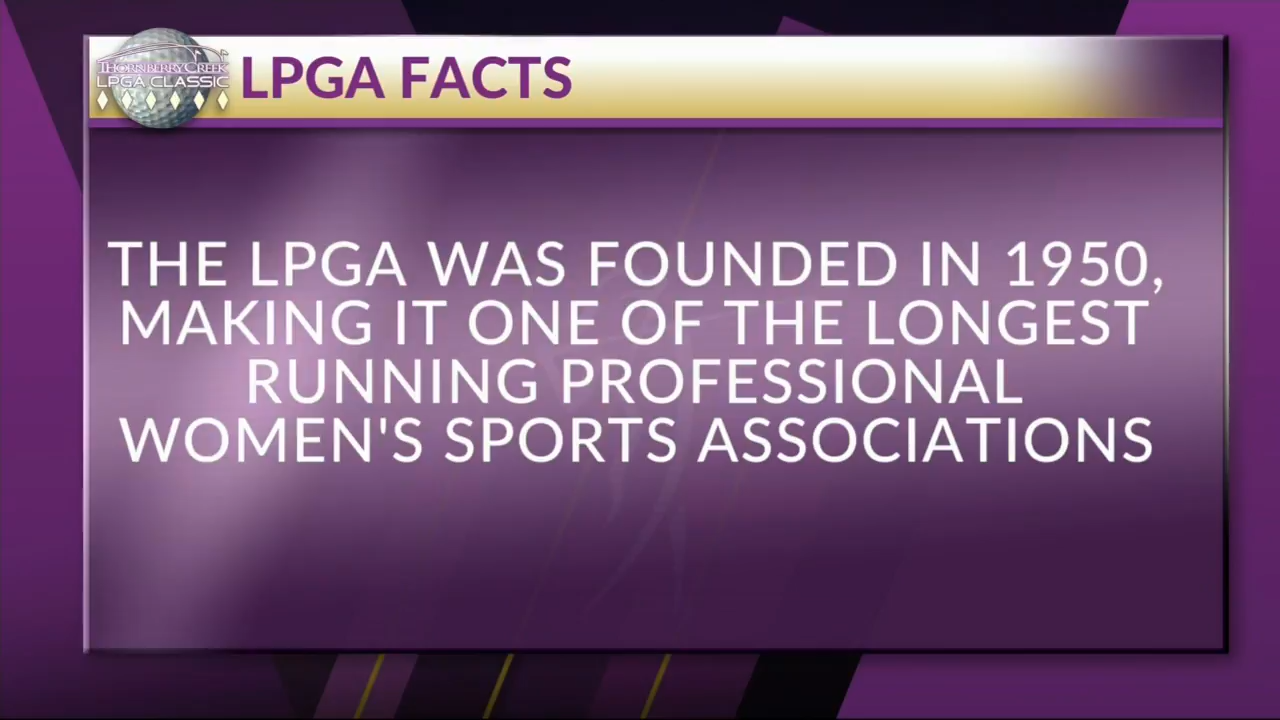 THORNBERRY CREEK
LPGA CLASSIC
LPGA FACTS
THE LPGA WAS FOUNDED IN 1950,
MAKING IT ONE OF THE LONGEST
RUNNING PROFESSIONAL
WOMEN'S SPORTS ASSOCIATIONS